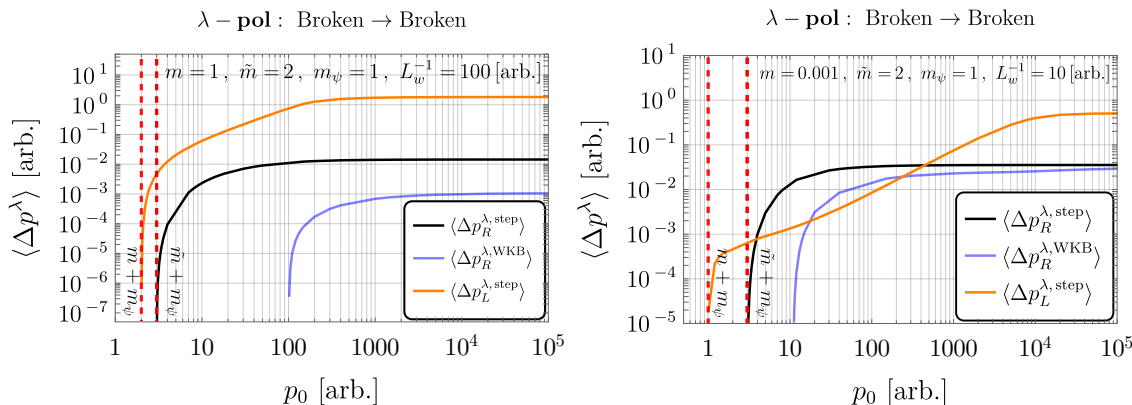 λ − pol : Broken → Broken
m = 1 , m̃ = 2 , m_ψ = 1 , L_w^{-1} = 100 [arb.]
⟨Δp^λ⟩ [arb.]
10^1
10^0
10^{-1}
10^{-2}
10^{-3}
10^{-4}
10^{-5}
10^{-6}
10^{-7}
m + m_ψ
m̃ + m_ψ
⟨Δp_R^{λ,step}⟩
⟨Δp_R^{λ,WKB}⟩
⟨Δp_L^{λ,step}⟩
1 10 100 1000 10^4 10^5
p_0 [arb.]
λ − pol : Broken → Broken
m = 0.001 , m̃ = 2 , m_ψ = 1 , L_w^{-1} = 10 [arb.]
⟨Δp^λ⟩ [arb.]
10^1
10^0
10^{-1}
10^{-2}
10^{-3}
10^{-4}
10^{-5}
m + m_ψ
m̃ + m_ψ
⟨Δp_R^{λ,step}⟩
⟨Δp_R^{λ,WKB}⟩
⟨Δp_L^{λ,step}⟩
1 10 100 1000 10^4 10^5
p_0 [arb.]